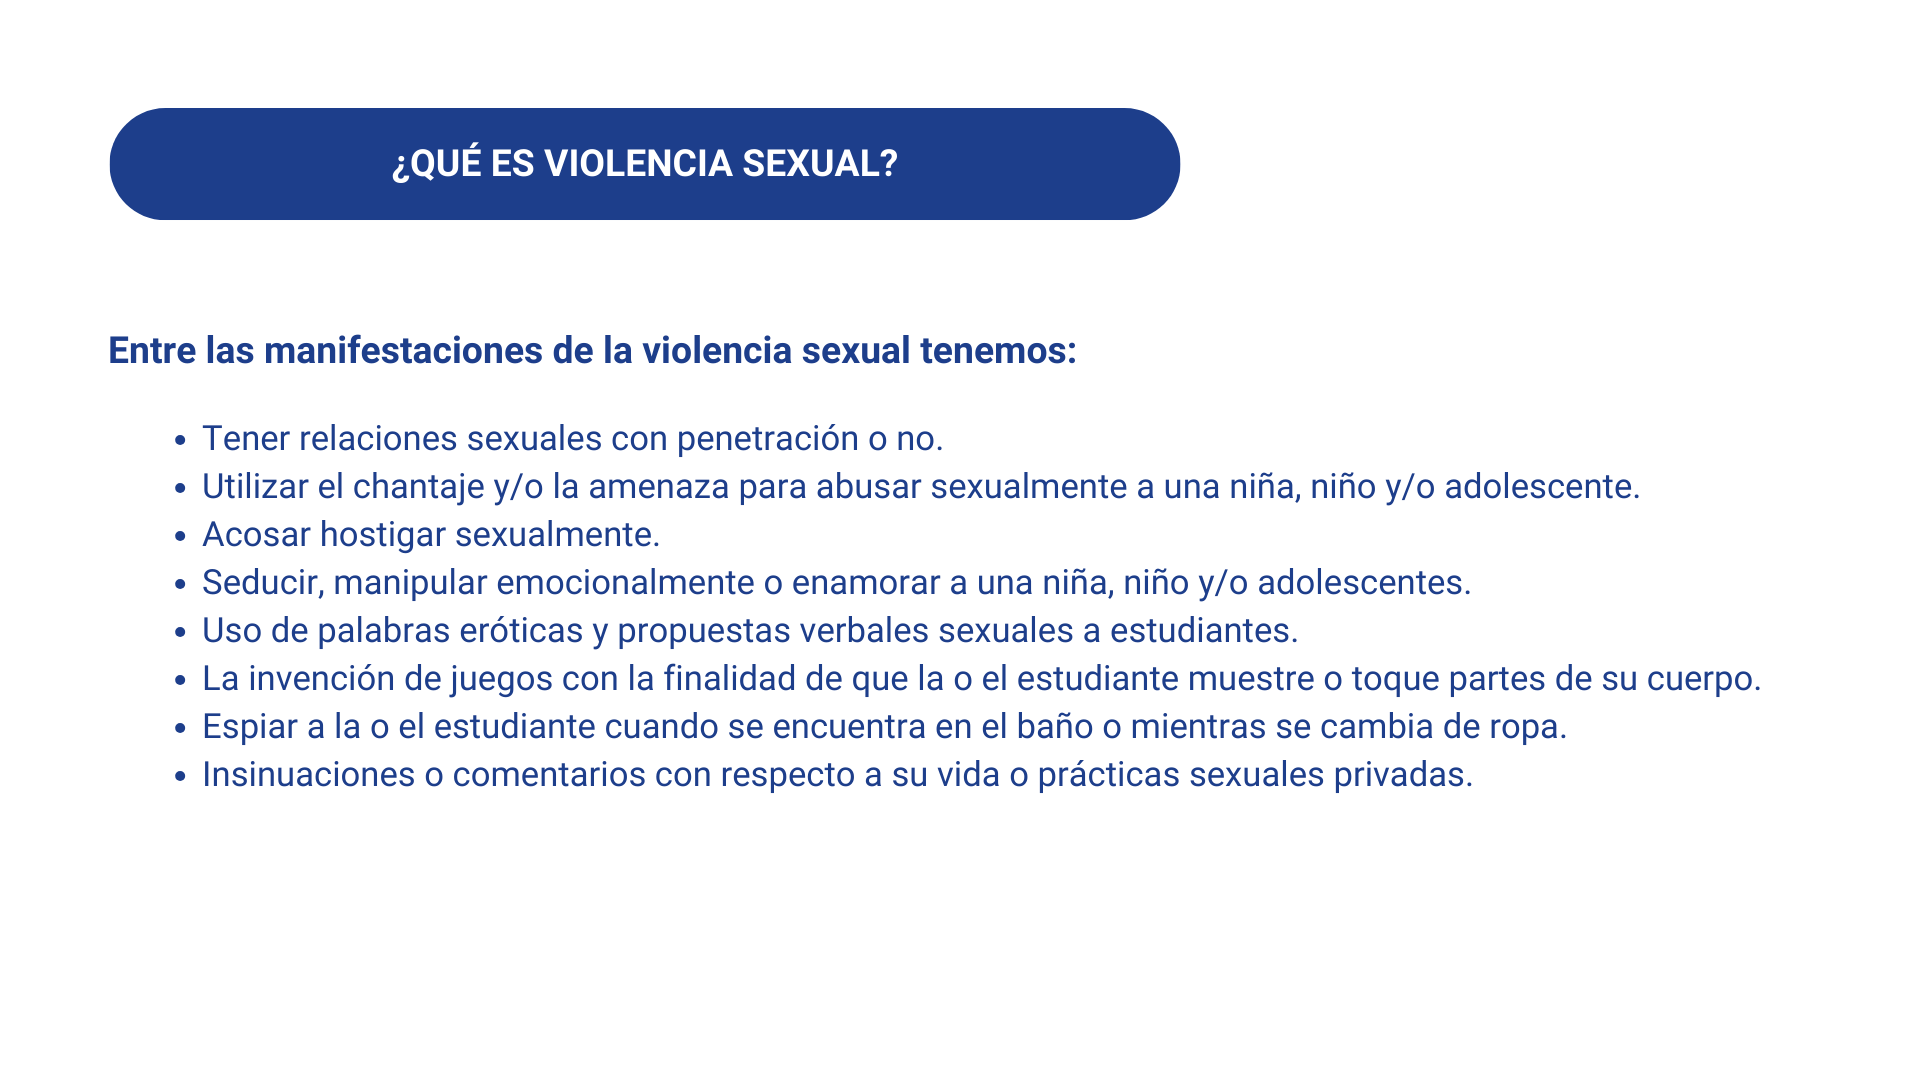 ¿QUÉ ES VIOLENCIA SEXUAL?
Entre las manifestaciones de la violencia sexual tenemos:
• Tener relaciones sexuales con penetración o no.
• Utilizar el chantaje y/o la amenaza para abusar sexualmente a una niña, niño y/o adolescente.
• Acosar hostigar sexualmente.
• Seducir, manipular emocionalmente o enamorar a una niña, niño y/o adolescentes.
• Uso de palabras eróticas y propuestas verbales sexuales a estudiantes.
• La invención de juegos con la finalidad de que la o el estudiante muestre o toque partes de su cuerpo.
• Espiar a la o el estudiante cuando se encuentra en el baño o mientras se cambia de ropa.
• Insinuaciones o comentarios con respecto a su vida o prácticas sexuales privadas.